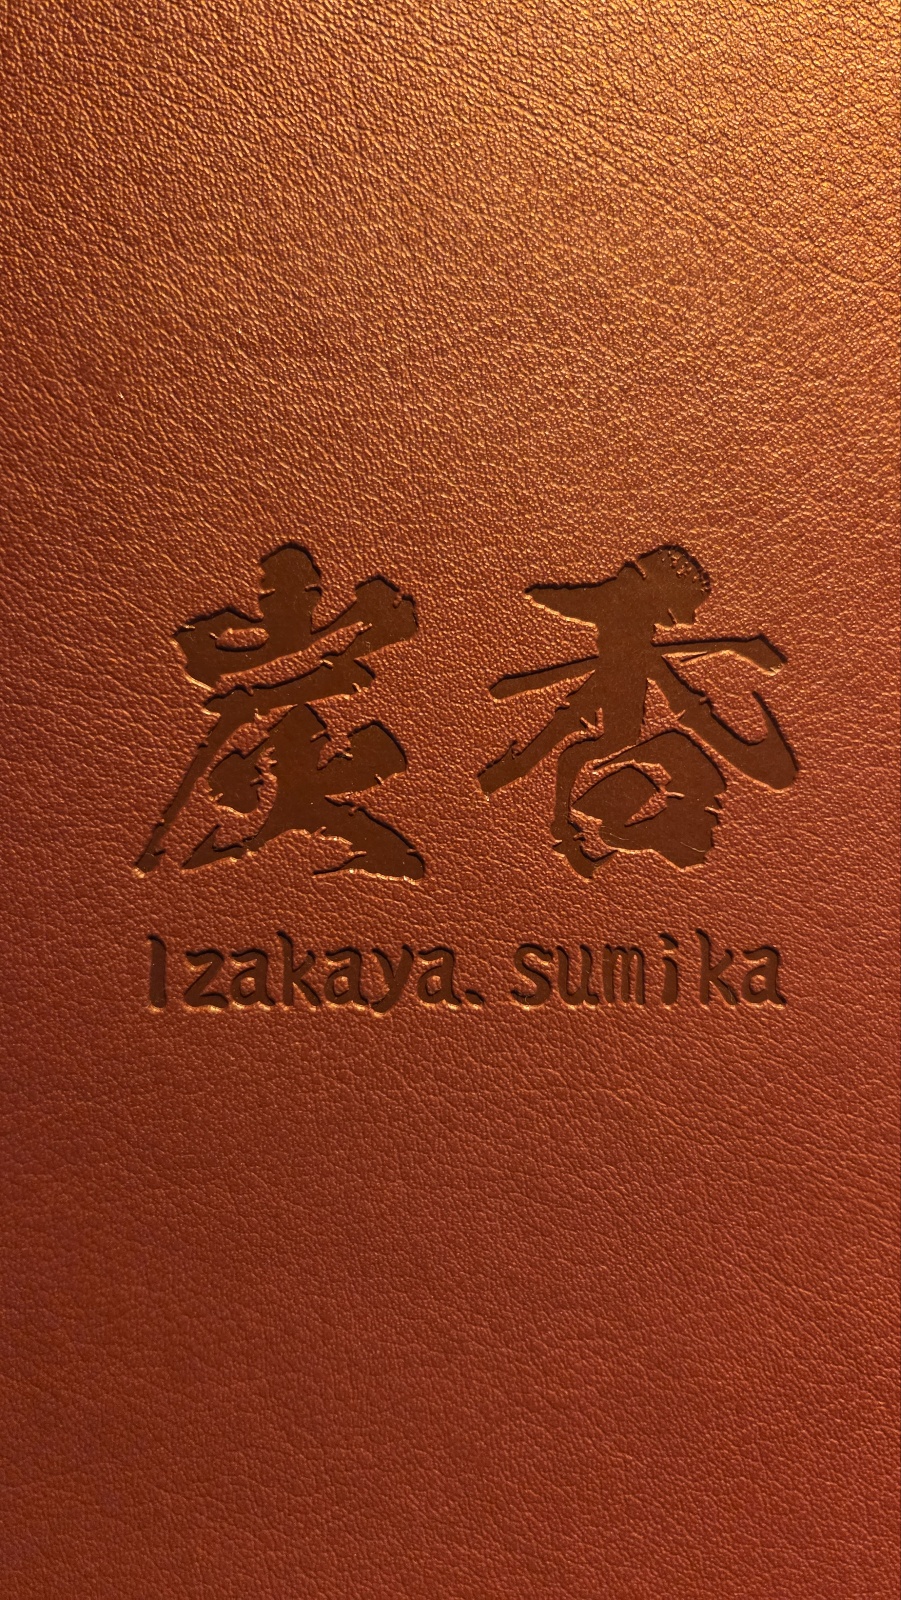 炭香
Izakaya. sumika